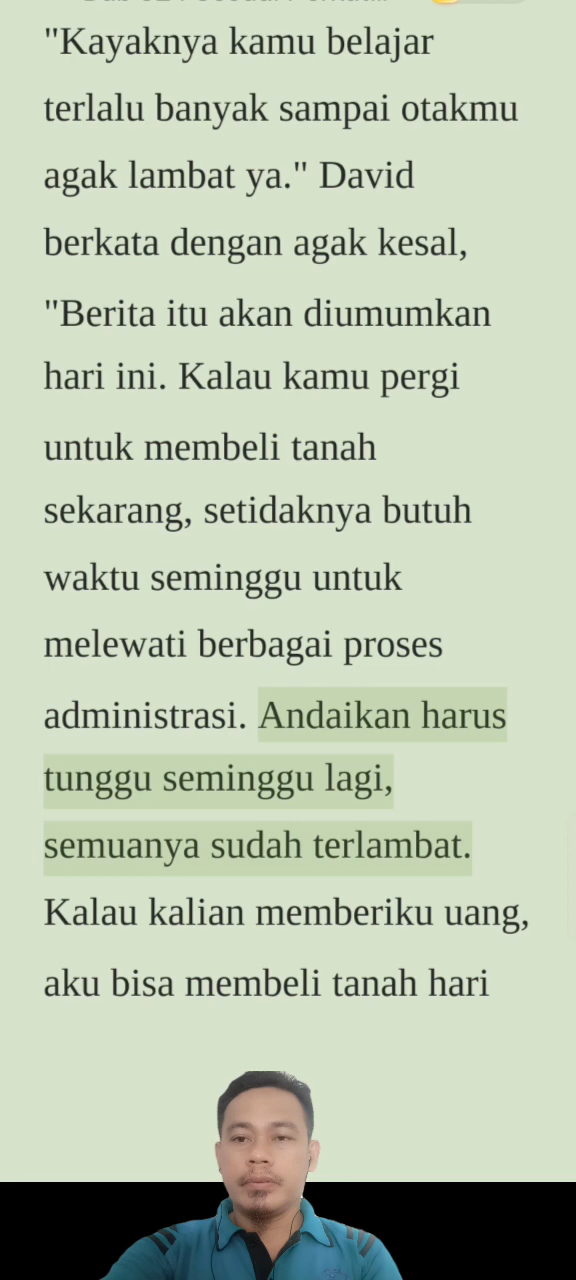 "Kayaknya kamu belajar
terlalu banyak sampai otakmu
agak lambat ya." David
berkata dengan agak kesal,
"Berita itu akan diumumkan
hari ini. Kalau kamu pergi
untuk membeli tanah
sekarang, setidaknya butuh
waktu seminggu untuk
melewati berbagai proses
administrasi. Andaikan harus
tunggu seminggu lagi,
semuanya sudah terlambat.
Kalau kalian memberiku uang,
aku bisa membeli tanah hari